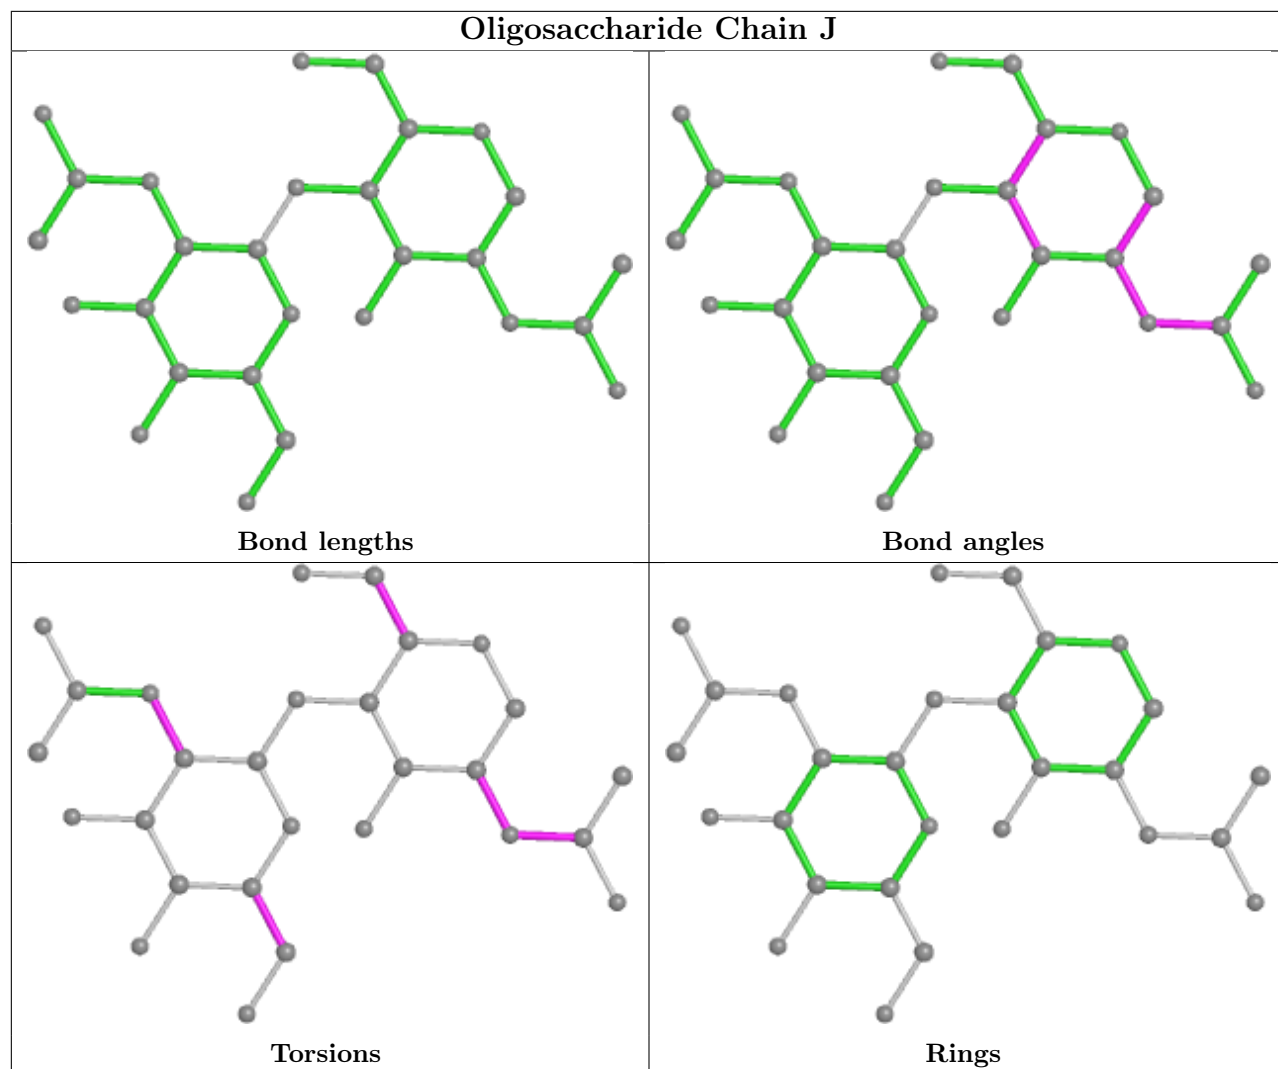 Oligosaccharide Chain J
Bond lengths
Bond angles
Torsions
Rings